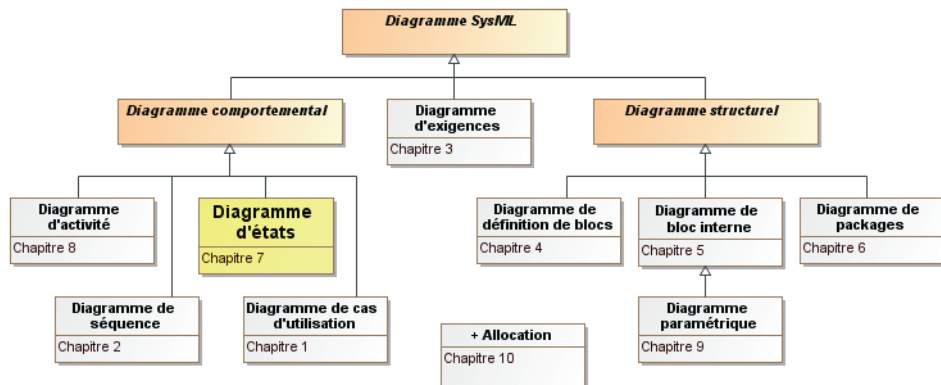 Diagramme SysML
Diagramme comportemental
Diagramme
d'exigences
Chapitre 3
Diagramme structurel
Diagramme
d'activité
Chapitre 8
Diagramme
d'états
Chapitre 7
Diagramme de
définition de blocs
Chapitre 4
Diagramme de
bloc interne
Chapitre 5
Diagramme de
packages
Chapitre 6
Diagramme de
séquence
Chapitre 2
Diagramme de cas
d'utilisation
Chapitre 1
+ Allocation
Chapitre 10
Diagramme
paramétrique
Chapitre 9